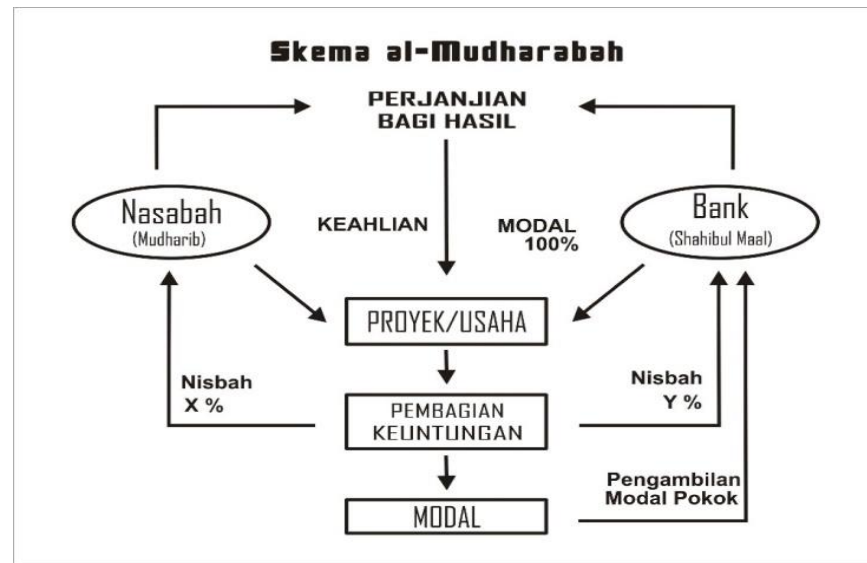 Skema al-Mudharabah
PERJANJIAN
BAGI HASIL
Nasabah
(Mudharib)
Bank
(Shahibul Maal)
KEAHLIAN
MODAL
100%
PROYEK/USAHA
Nisbah
X %
Nisbah
Y %
PEMBAGIAN
KEUNTUNGAN
Pengambilan
Modal Pokok
MODAL